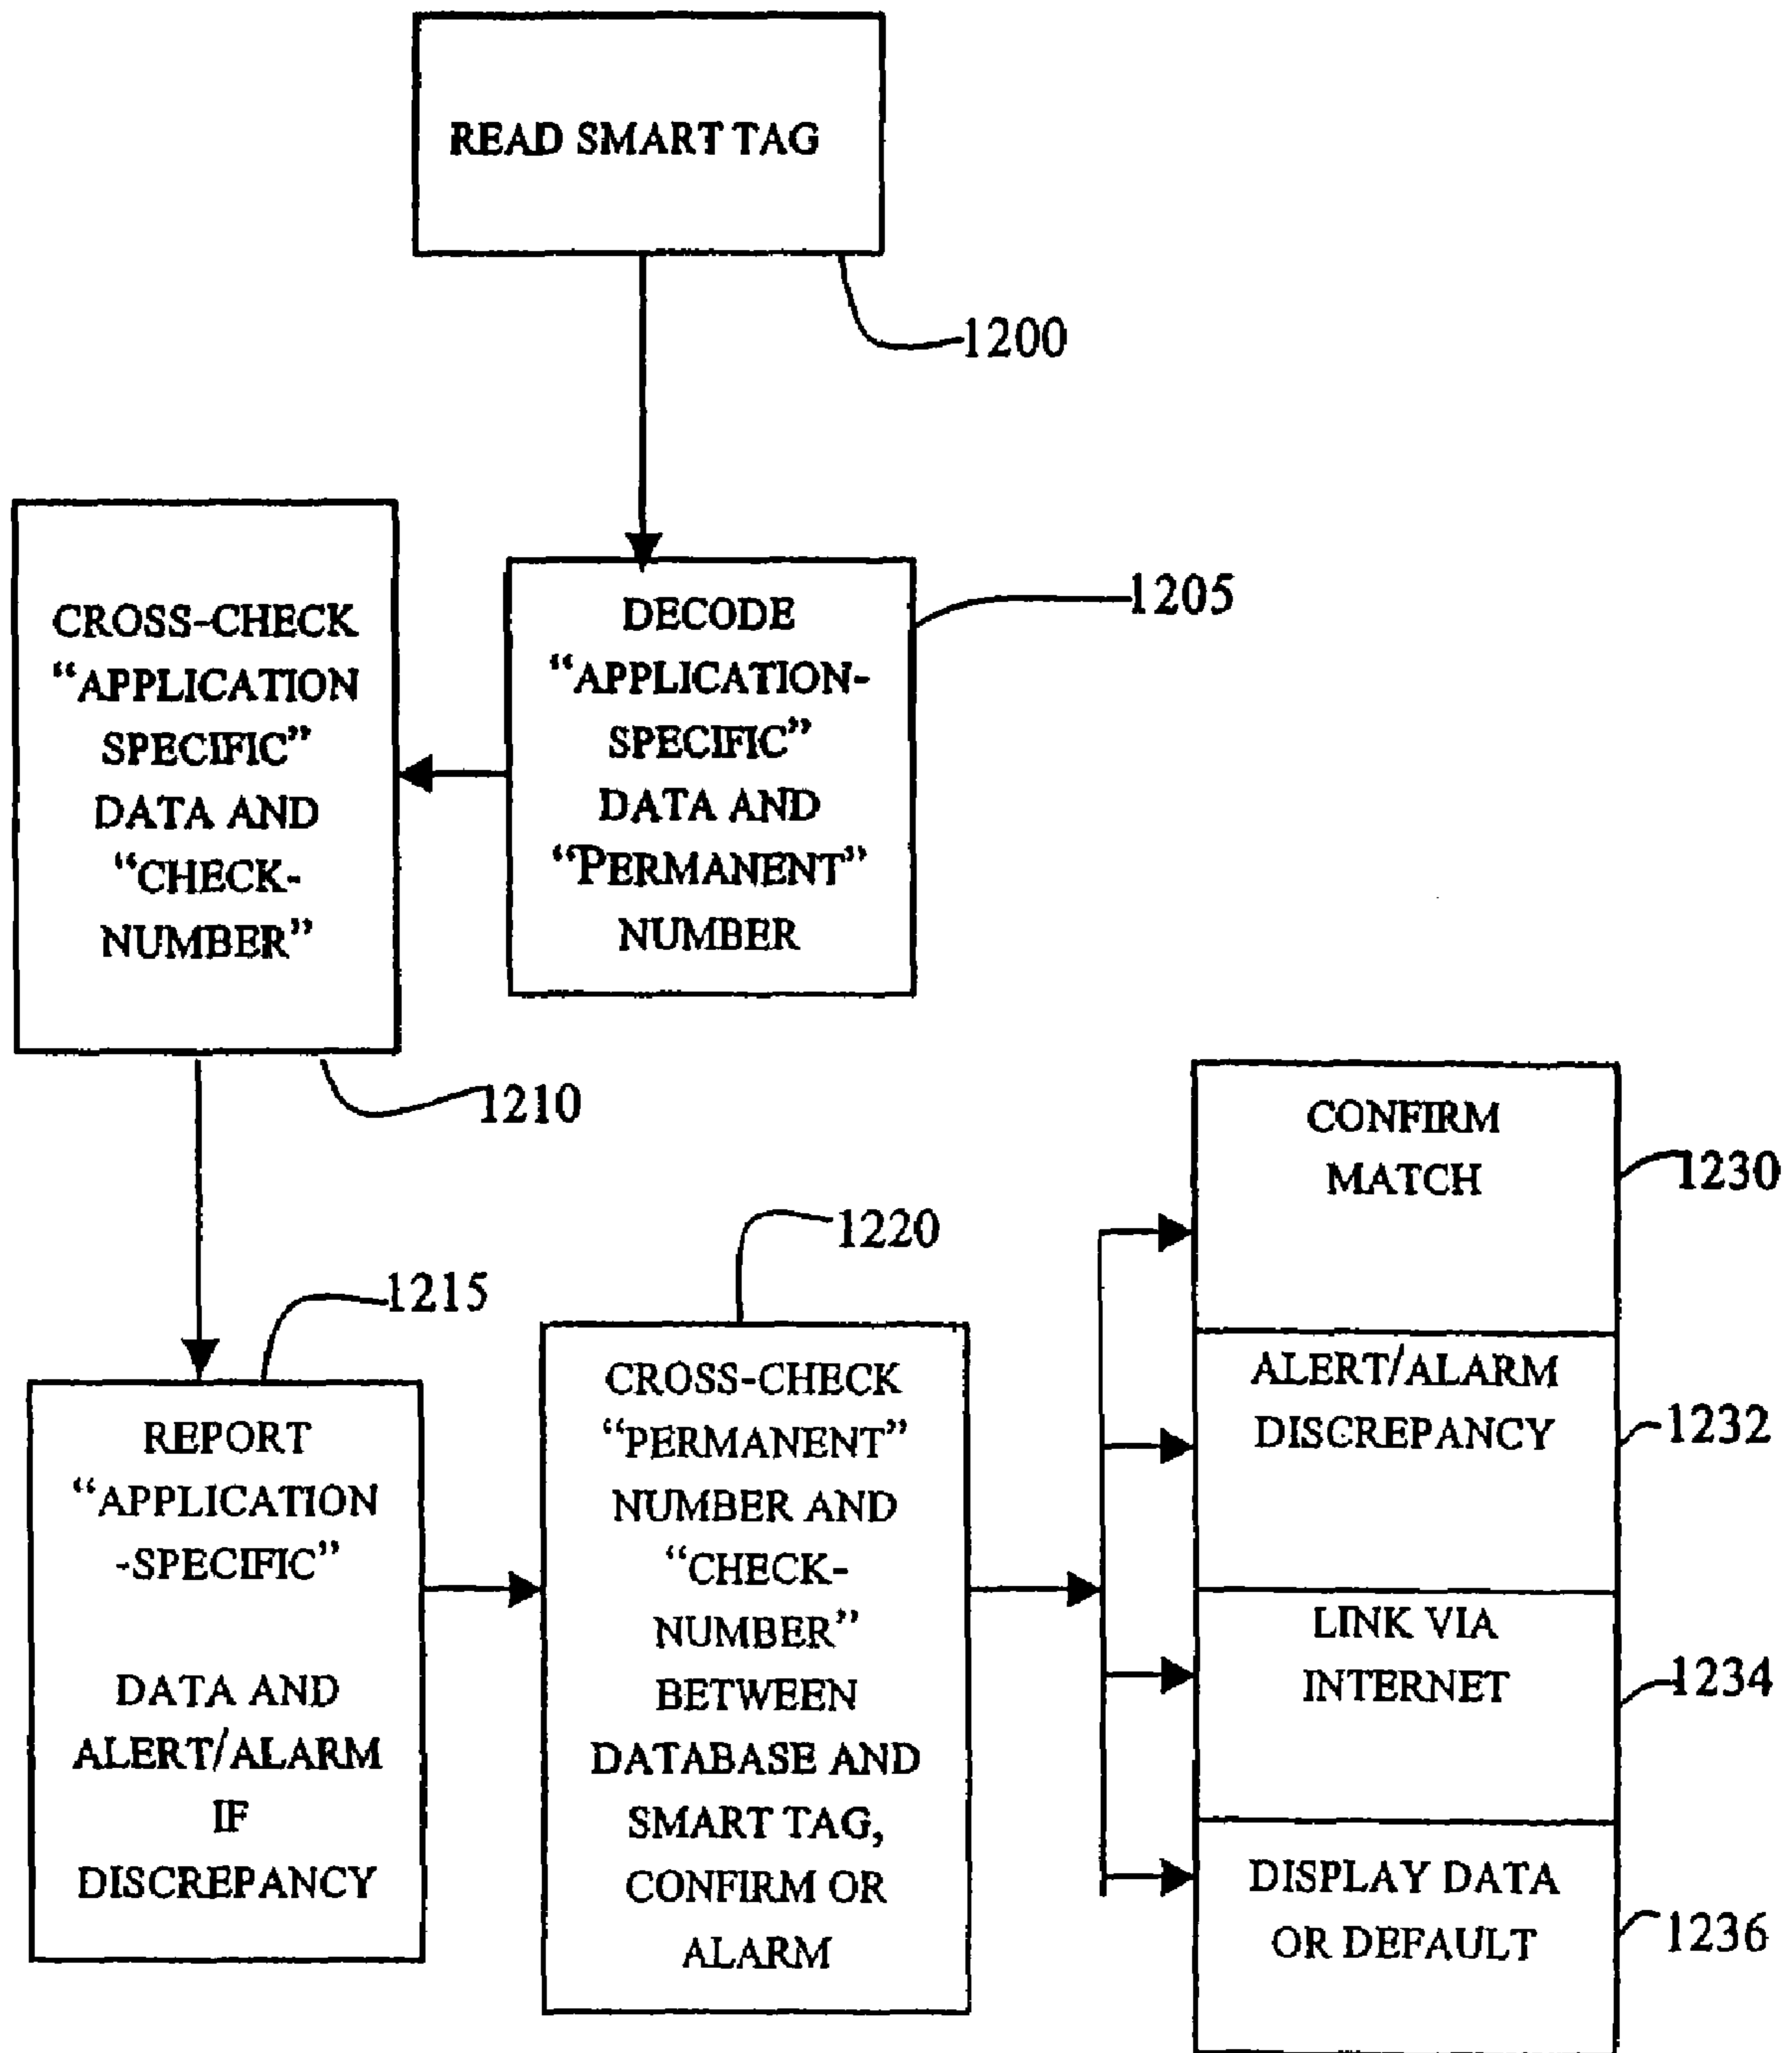 READ SMART TAG
1200
DECODE
“APPLICATION-
SPECIFIC”
DATA AND
“PERMANENT”
NUMBER
1205
CROSS-CHECK
“APPLICATION
SPECIFIC”
DATA AND
“CHECK-
NUMBER”
1210
REPORT
“APPLICATION
-SPECIFIC”
DATA AND
ALERT/ALARM
IF
DISCREPANCY
1215
CROSS-CHECK
“PERMANENT”
NUMBER AND
“CHECK-
NUMBER”
BETWEEN
DATABASE AND
SMART TAG,
CONFIRM OR
ALARM
1220
CONFIRM
MATCH
1230
ALERT/ALARM
DISCREPANCY
1232
LINK VIA
INTERNET
1234
DISPLAY DATA
OR DEFAULT
1236